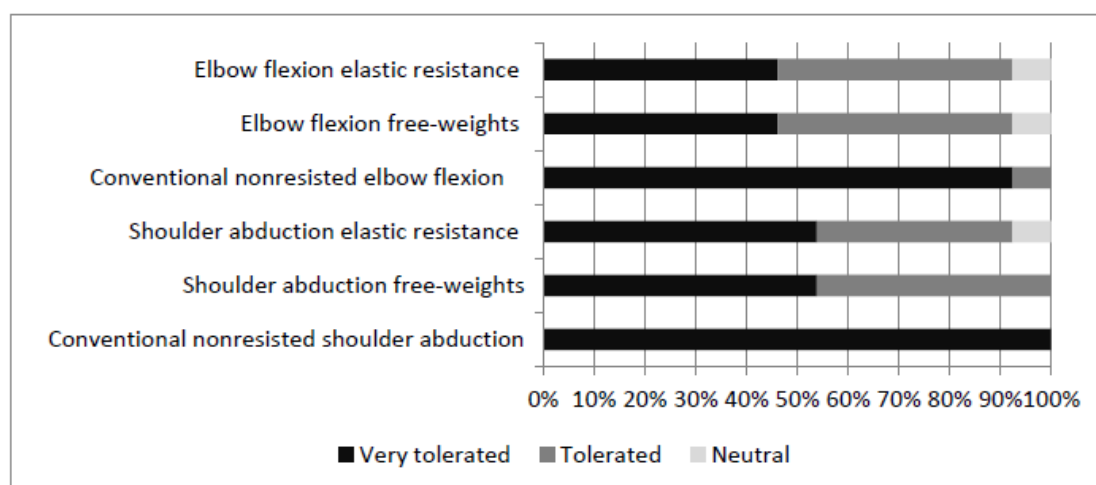 Elbow flexion elastic resistance
Elbow flexion free-weights
Conventional nonresisted elbow flexion
Shoulder abduction elastic resistance
Shoulder abduction free-weights
Conventional nonresisted shoulder abduction
0% 10% 20% 30% 40% 50% 60% 70% 80% 90% 100%
Very tolerated Tolerated Neutral